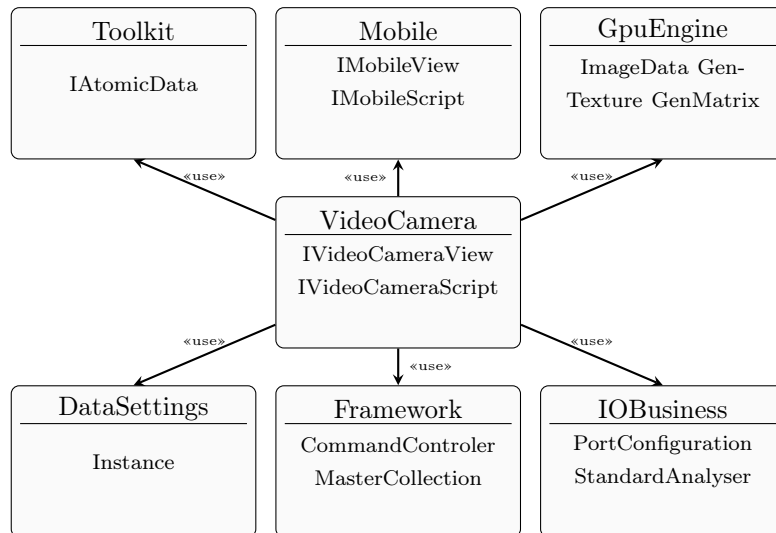 Toolkit
IAtomicData
Mobile
IMobileView
IMobileScript
GpuEngine
ImageData Gen-
Texture GenMatrix
«use»
«use»
«use»
VideoCamera
IVideoCameraView
IVideoCameraScript
«use»
«use»
«use»
DataSettings
Instance
Framework
CommandControler
MasterCollection
IOBusiness
PortConfiguration
StandardAnalyser